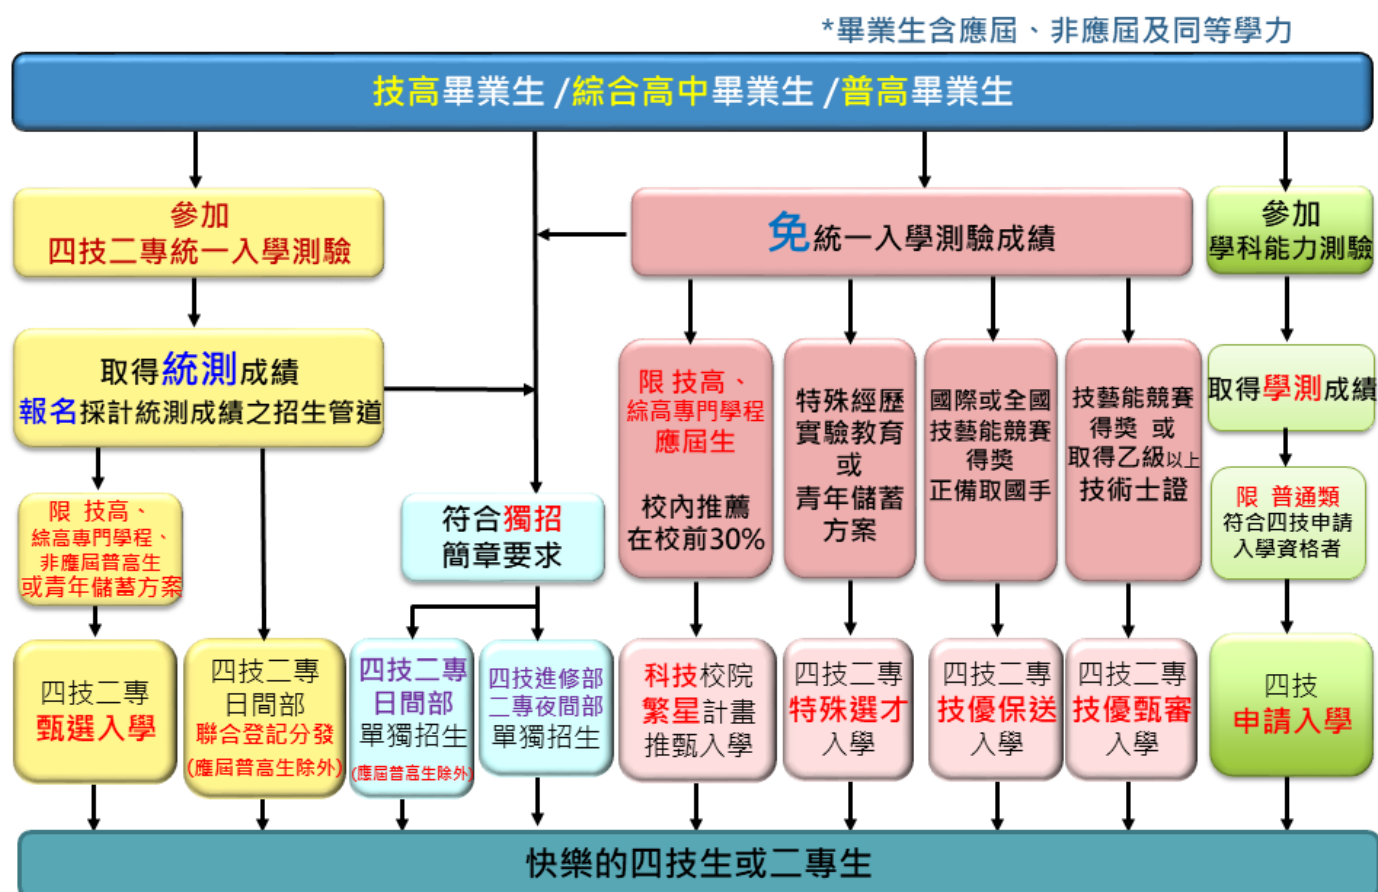 *畢業生含應屆、非應屆及同等學力
技高畢業生 /綜合高中畢業生 /普高畢業生
參加
四技二專統一入學測驗
免統一入學測驗成績
參加
學科能力測驗
取得統測成績
報名採計統測成績之招生管道
限 技高、
綜高專門學程
應屆生
校內推薦
在校前30%
特殊經歷
實驗教育
或
青年儲蓄
方案
國際或全國
技藝能競賽
得獎
正備取國手
技藝能競賽
得獎 或
取得乙級以上
技術士證
取得學測成績
限 技高、
綜高專門學程、
非應屆普高生
或青年儲蓄方案
符合獨招
簡章要求
限 普通類
符合四技申請
入學資格者
四技二專
甄選入學
四技二專
日間部
聯合登記分發
(應屆普高生除外)
四技二專
日間部
單獨招生
(應屆普高生除外)
四技進修部
二專夜間部
單獨招生
科技校院
繁星計畫
推甄入學
四技二專
特殊選才
入學
四技二專
技優保送
入學
四技二專
技優甄審
入學
四技
申請入學
快樂的四技生或二專生